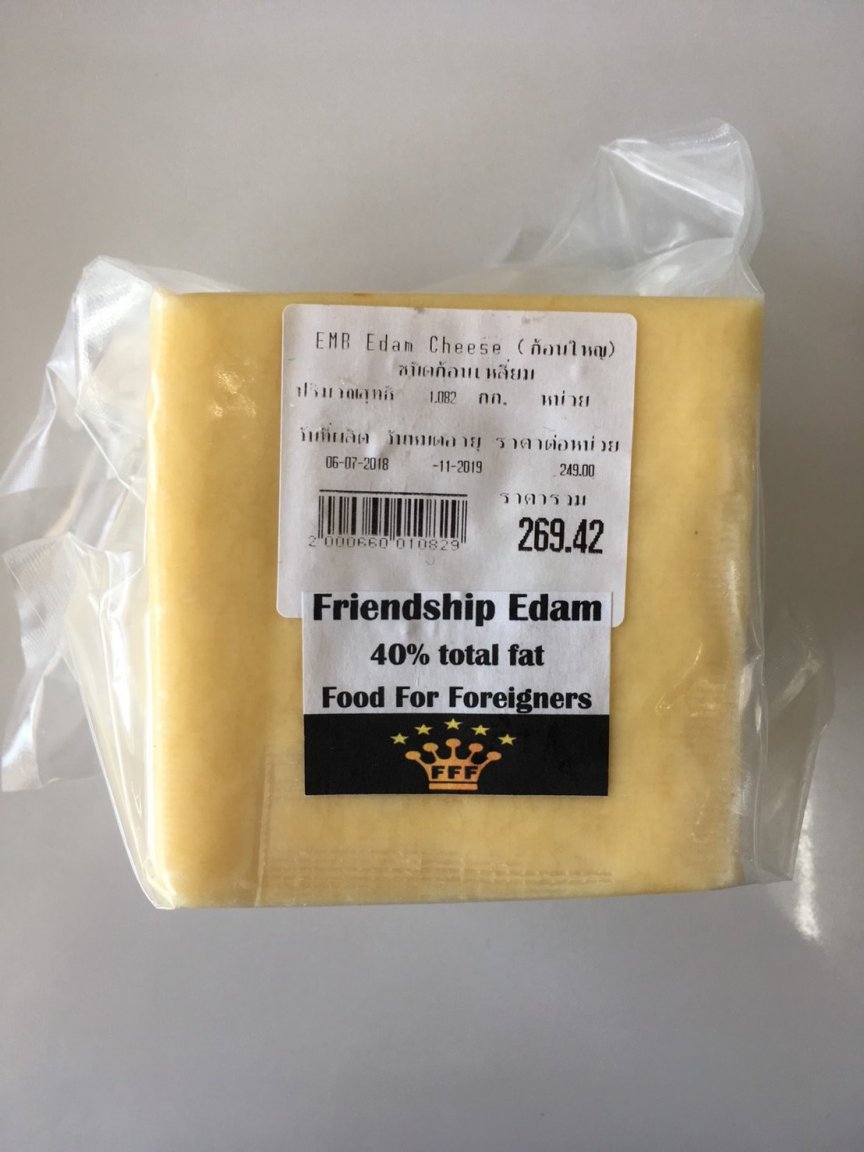 EMB Edam Cheese (ก้อนใหญ่)
ชนิดก้อนเหลี่ยม
ปริมาณสุทธิ 1.082 กก. หน่วย
วันที่ผลิต วันหมดอายุ ราคาต่อหน่วย
06-07-2018 -11-2019 249.00
ราคารวม
269.42
2 000660 010829
Friendship Edam
40% total fat
Food For Foreigners
FFF